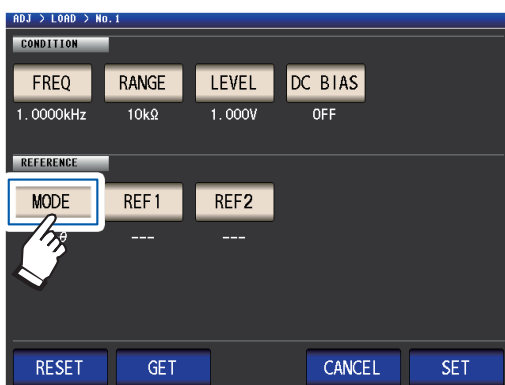 ADJ > LOAD > No.1
CONDITION
FREQ RANGE LEVEL DC BIAS
1.0000kHz 10kΩ 1.000V OFF
REFERENCE
MODE REF1 REF2
θ --- ---
RESET GET CANCEL SET